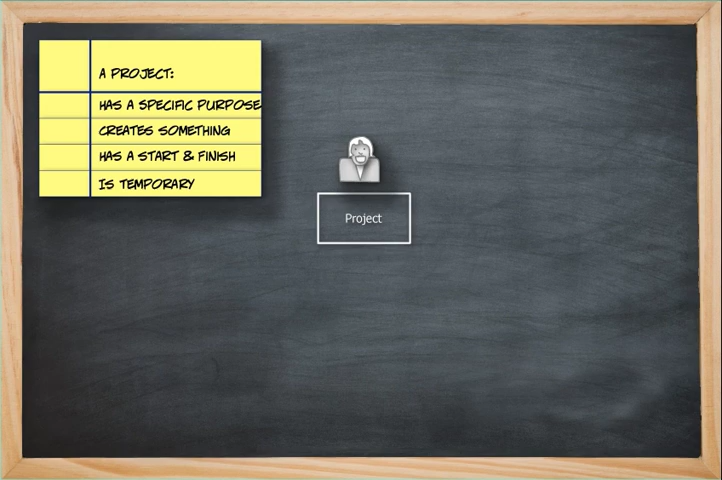 A PROJECT:
HAS A SPECIFIC PURPOSE
CREATES SOMETHING
HAS A START & FINISH
IS TEMPORARY
Project